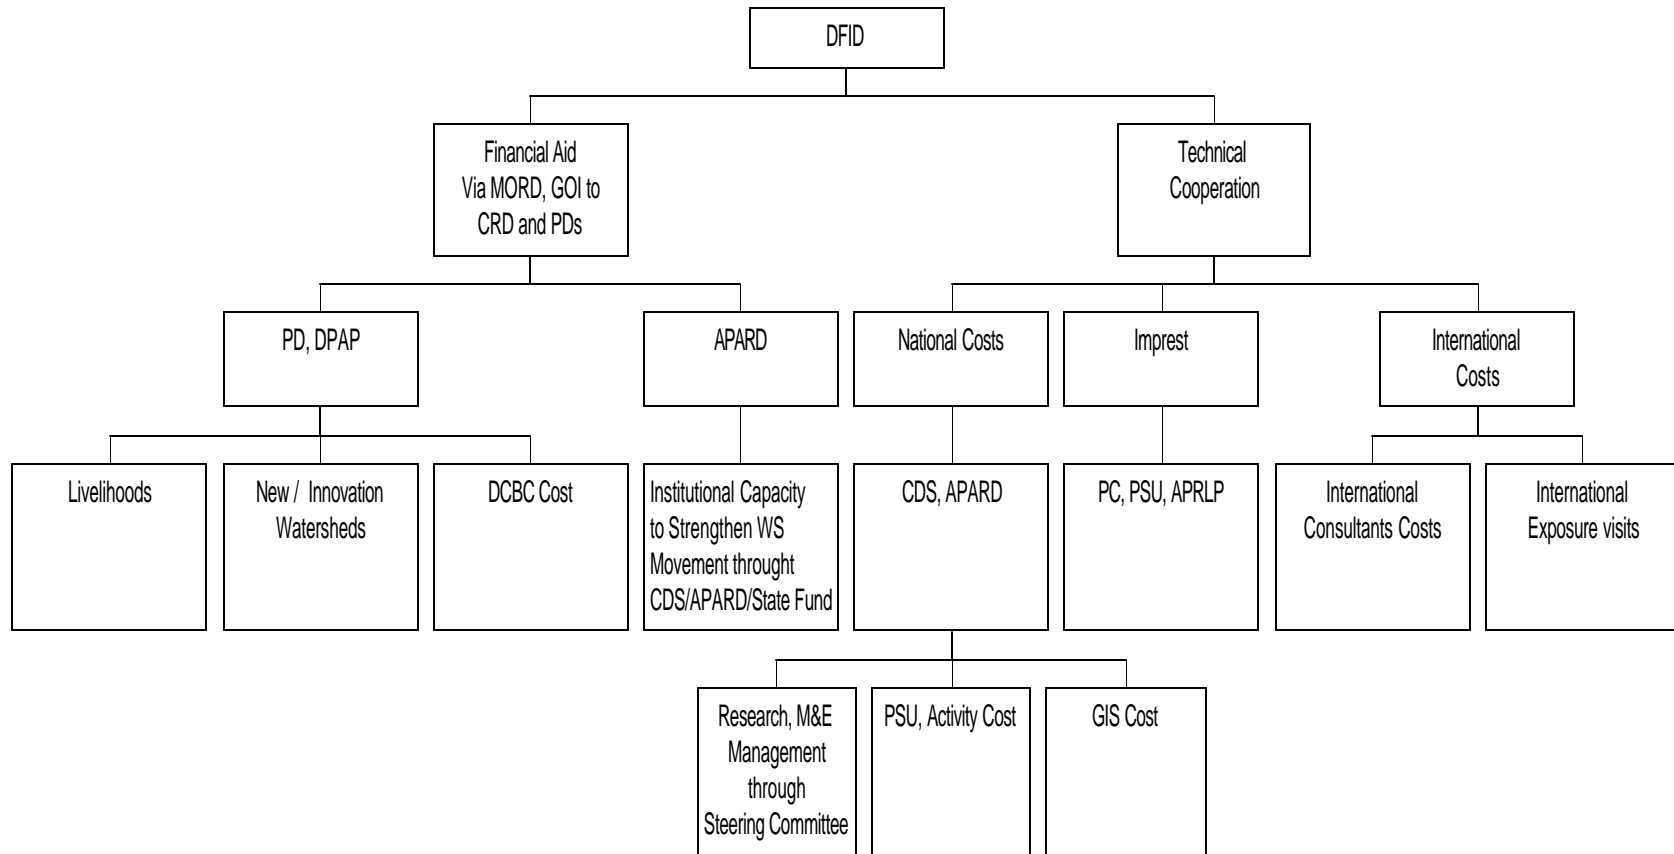 DFID
Financial Aid
Via MORD, GOI to
CRD and PDs
Technical
Cooperation
PD, DPAP
APARD
National Costs
Imprest
International
Costs
Livelihoods
New / Innovation
Watersheds
DCBC Cost
Institutional Capacity
to Strengthen WS
Movement throught
CDS/APARD/State Fund
CDS, APARD
PC, PSU, APRLP
International
Consultants Costs
International
Exposure visits
Research, M&E
Management
through
Steering Committee
PSU, Activity Cost
GIS Cost